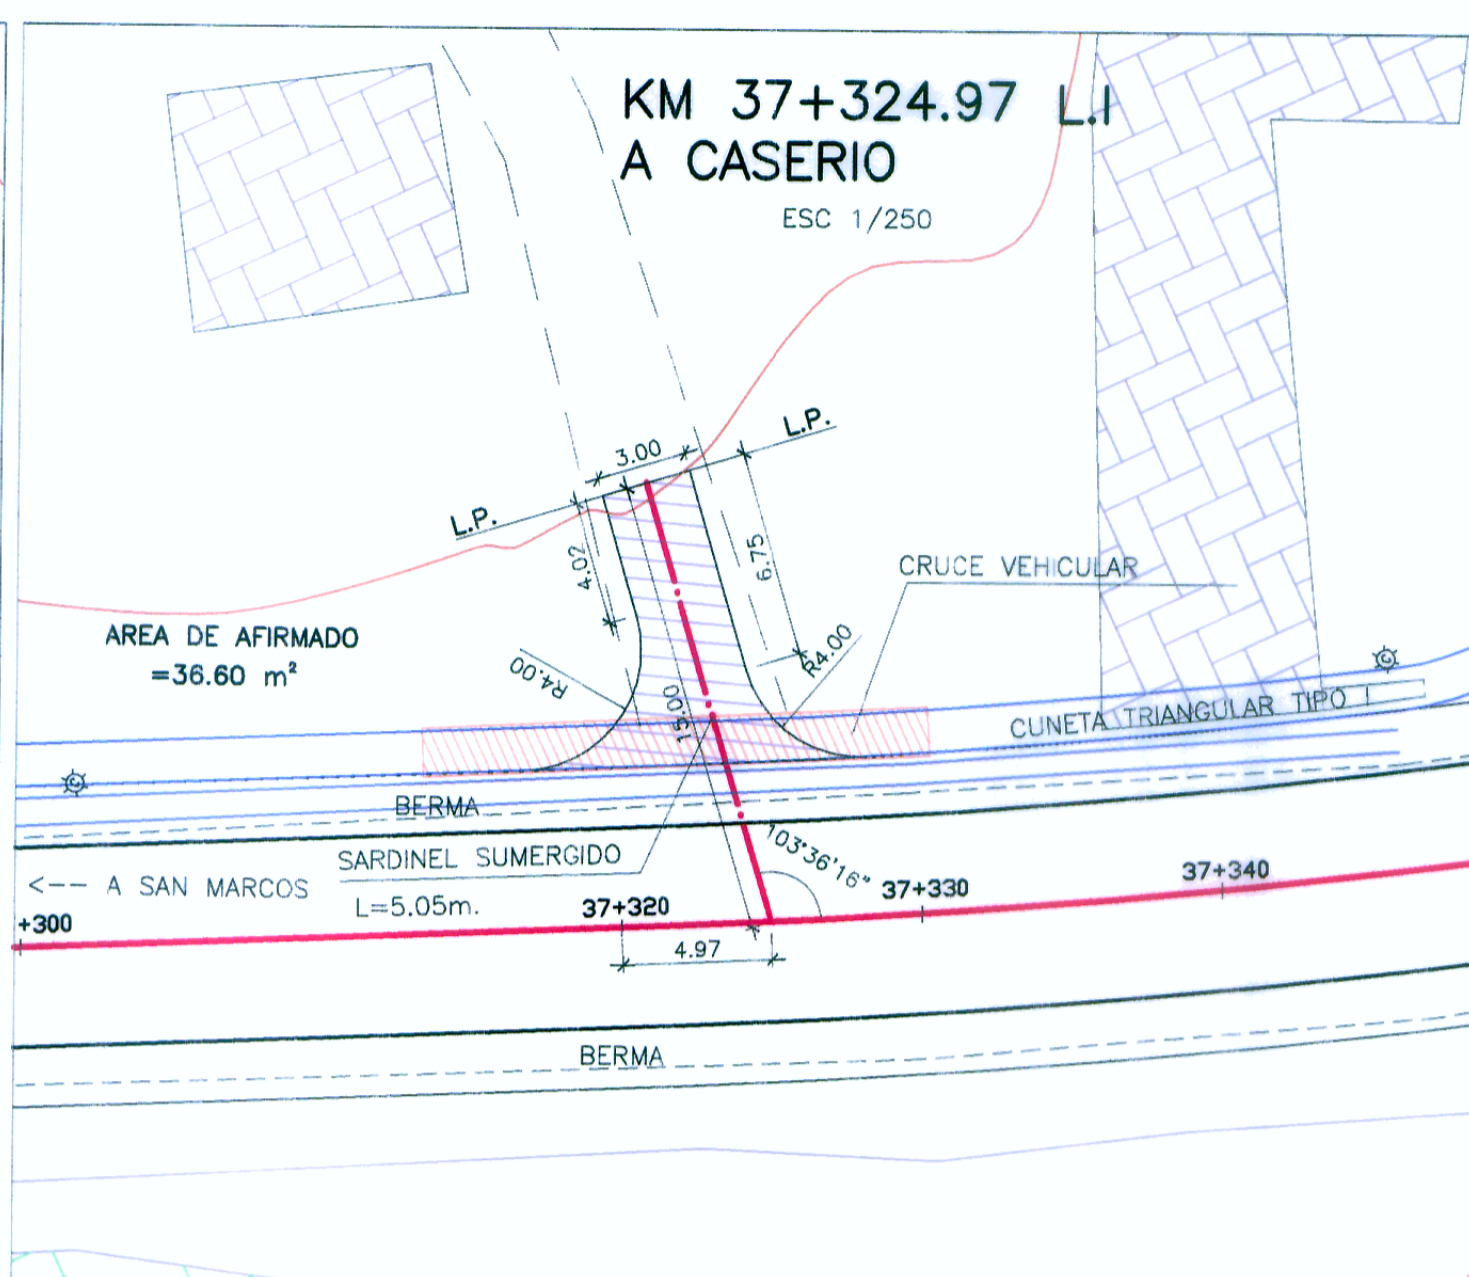 KM 37+324.97 L.I
A CASERIO
ESC 1/250
L.P.
3.00
L.P.
4.02
6.75
CRUCE VEHICULAR
AREA DE AFIRMADO
=36.60 m²
R4.00
R4.00
15.00
CUNETA TRIANGULAR TIPO I
BERMA
SARDINEL SUMERGIDO
L=5.05m.
103°36'16"
<-- A SAN MARCOS
+300
37+320
37+330
37+340
4.97
BERMA